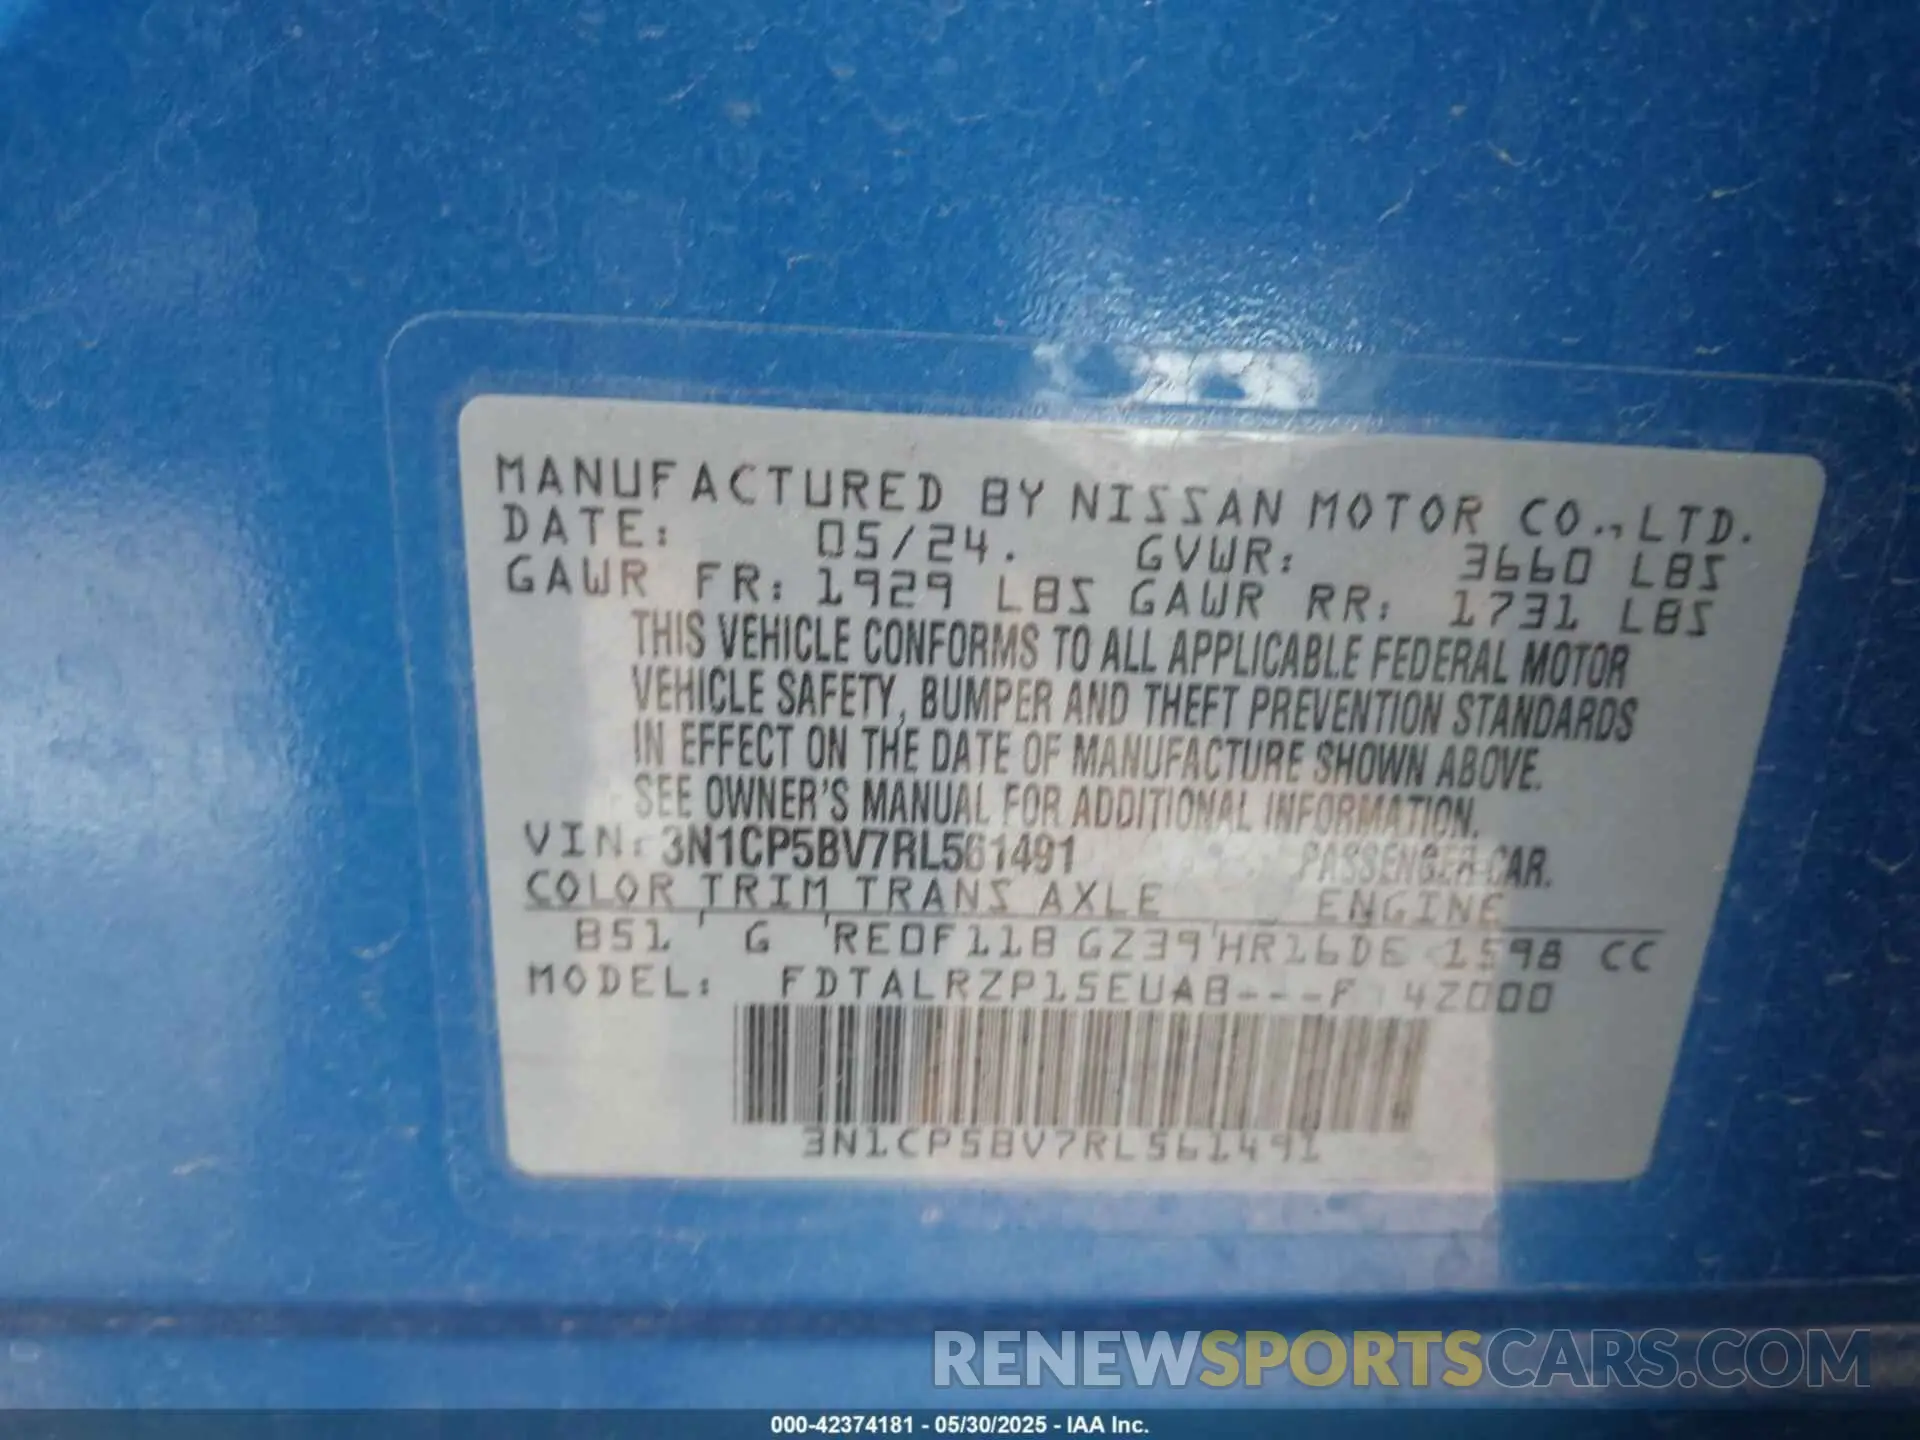 MANUFACTURED BY NISSAN MOTOR CO., LTD.
DATE: 05/24. GVWR: 3660 LBS
GAWR FR: 1929 LBS GAWR RR: 1731 LBS
THIS VEHICLE CONFORMS TO ALL APPLICABLE FEDERAL MOTOR
VEHICLE SAFETY, BUMPER AND THEFT PREVENTION STANDARDS
IN EFFECT ON THE DATE OF MANUFACTURE SHOWN ABOVE.
SEE OWNER'S MANUAL FOR ADDITIONAL INFORMATION.
VIN: 3N1CP5BV7RL561491 PASSENGER CAR.
COLOR TRIM TRANS AXLE ENGINE
B51 G RE0F11B GZ39 HR16DE 1598 CC
MODEL: FDTALRZP15EUAB---F 4Z000
3N1CP5BV7RL561491
RENEWSPORTSCARS.COM
000-42374181 - 05/30/2025 - IAA Inc.